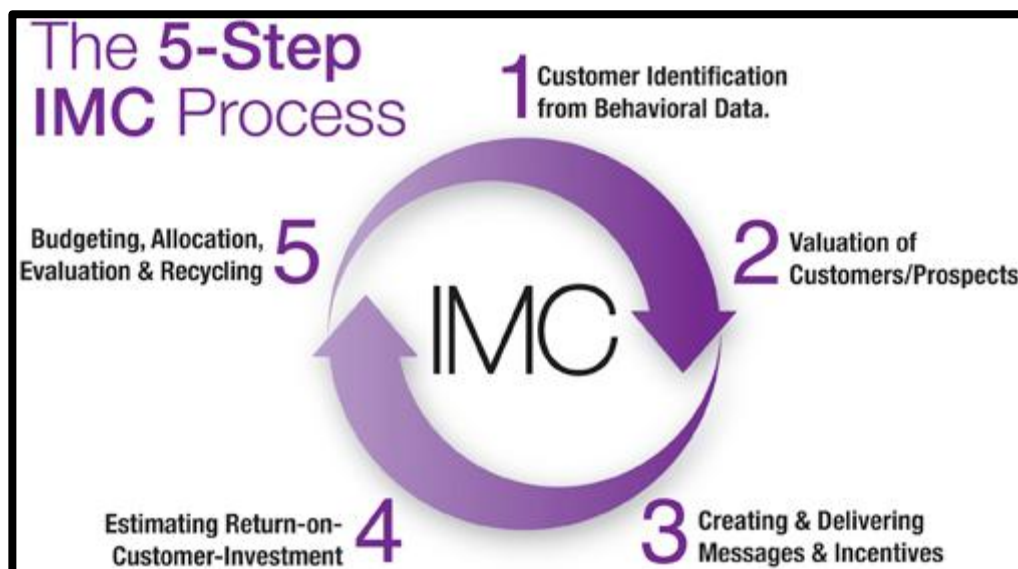 The 5-Step
IMC Process
1 Customer Identification
from Behavioral Data.
2 Valuation of
Customers/Prospects
3 Creating & Delivering
Messages & Incentives
4 Estimating Return-on-
Customer-Investment
5 Budgeting, Allocation,
Evaluation & Recycling
IMC